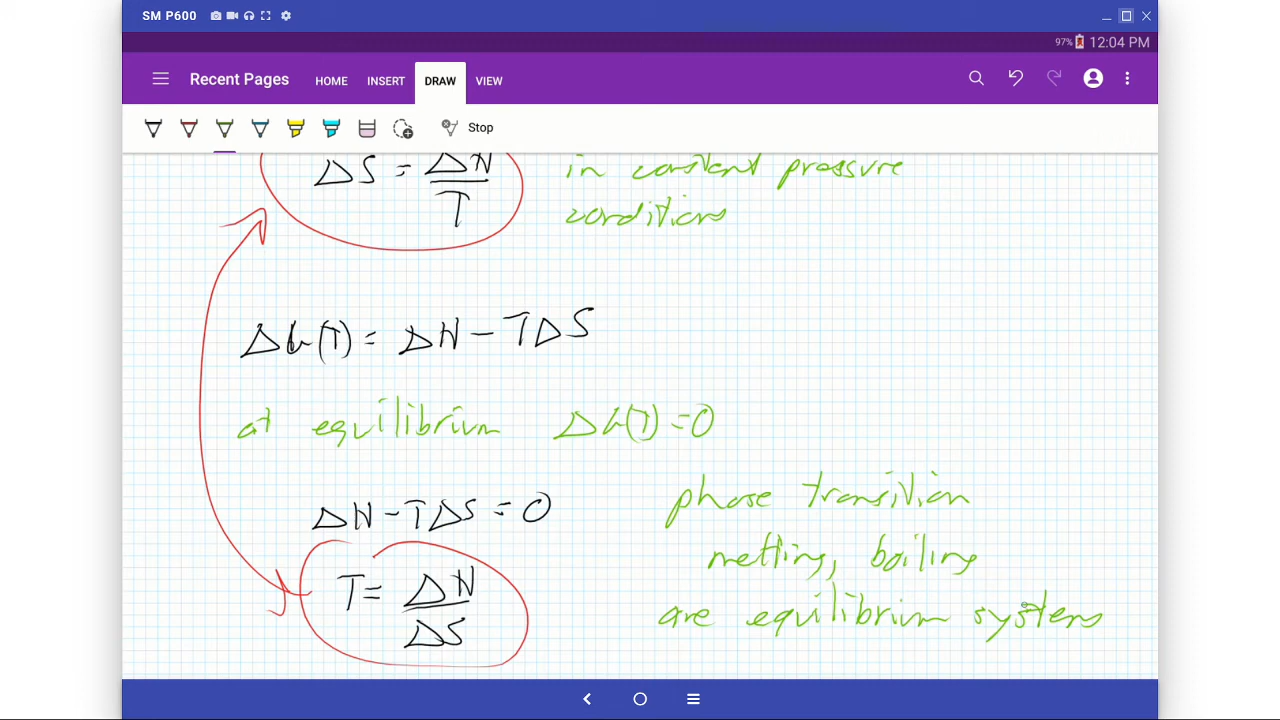 SM P600
97% 12:04 PM
Recent Pages HOME INSERT DRAW VIEW
Stop
ΔS = ΔH / T
in constant pressure
conditions
ΔG(T) = ΔH - TΔS
at equilibrium ΔG(T) = 0
ΔH - TΔS = 0
T = ΔH / ΔS
phase transition
melting, boiling
are equilibrium systems